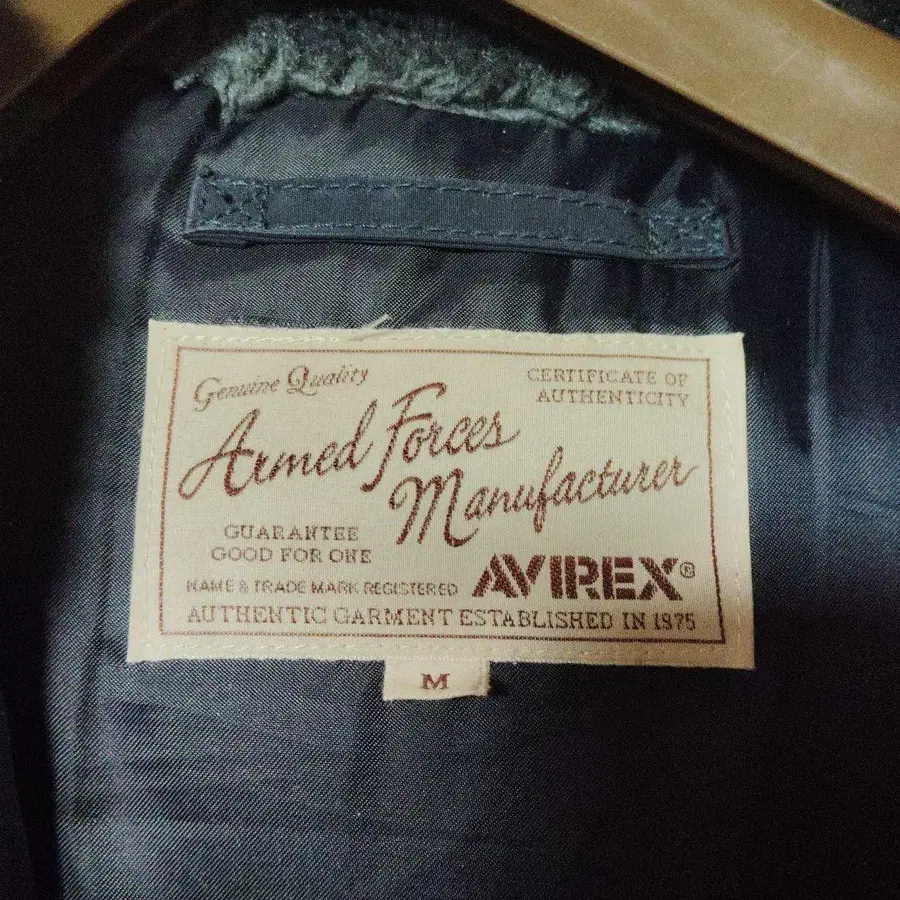 Genuine Quality
CERTIFICATE OF
AUTHENTICITY
Armed Forces
Manufacturer
GUARANTEE
GOOD FOR ONE
NAME & TRADE MARK REGISTERED
AVIREX®
AUTHENTIC GARMENT ESTABLISHED IN 1975
M